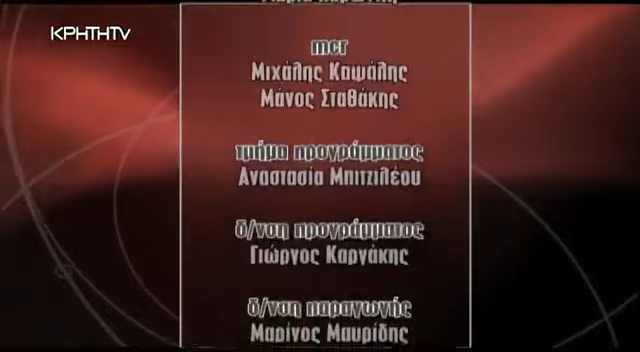 ΚΡΗΤΗTV
mcr
Μιχάλης Καψάλης
Μάνος Σταθάκης
τμήμα προγράμματος
Αναστασία Μπιτζιλέου
δ/νση προγράμματος
Γιώργος Καργάκης
δ/νση παραγωγής
Μαρίνος Μαυρίδης